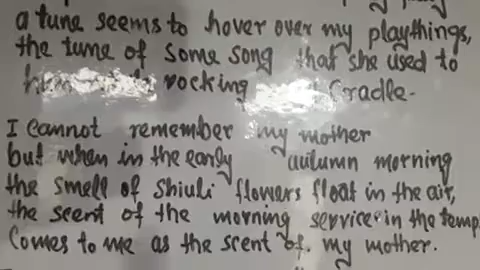 a tune seems to hover over my playthings,
the tune of some song that she used to
rocking Cradle.
I cannot remember my mother
but when in the early autumn morning
the smell of shiuli flowers float in the air,
the scent of the morning service in the temp
Comes to me as the scent of my mother.